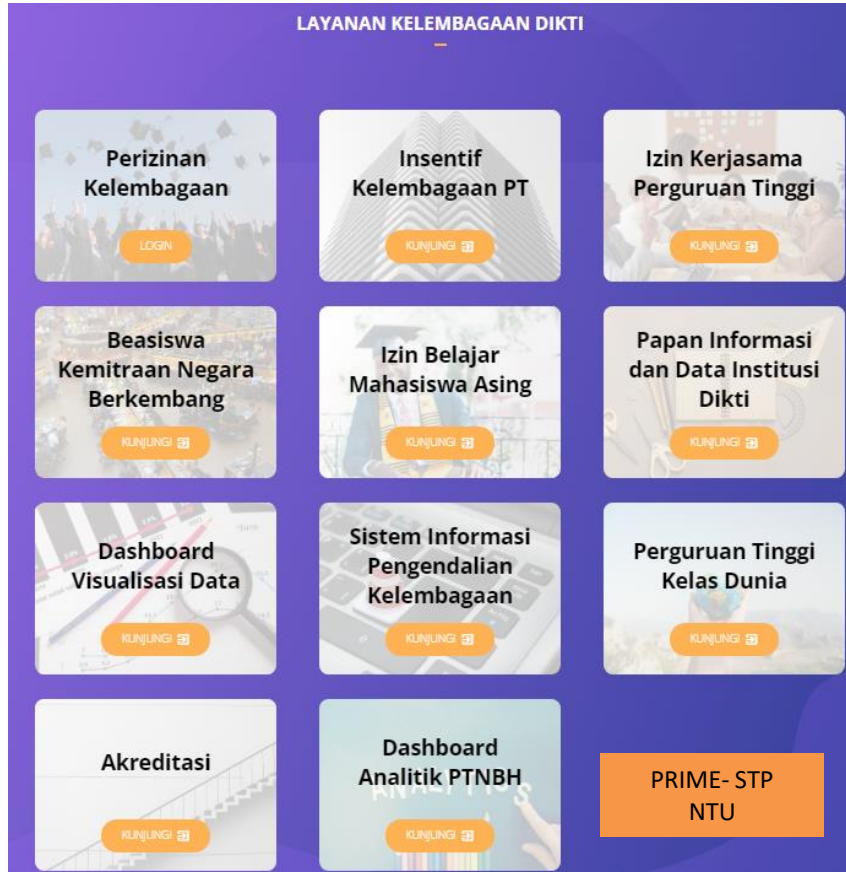 LAYANAN KELEMBAGAAN DIKTI
Perizinan
Kelembagaan
LOGIN
Insentif
Kelembagaan PT
KUNJUNGI
Izin Kerjasama
Perguruan Tinggi
KUNJUNGI
Beasiswa
Kemitraan Negara
Berkembang
KUNJUNGI
Izin Belajar
Mahasiswa Asing
KUNJUNGI
Papan Informasi
dan Data Institusi
Dikti
KUNJUNGI
Dashboard
Visualisasi Data
KUNJUNGI
Sistem Informasi
Pengendalian
Kelembagaan
KUNJUNGI
Perguruan Tinggi
Kelas Dunia
KUNJUNGI
Akreditasi
KUNJUNGI
Dashboard
Analitik PTNBH
ANALYTICS
KUNJUNGI
PRIME- STP
NTU